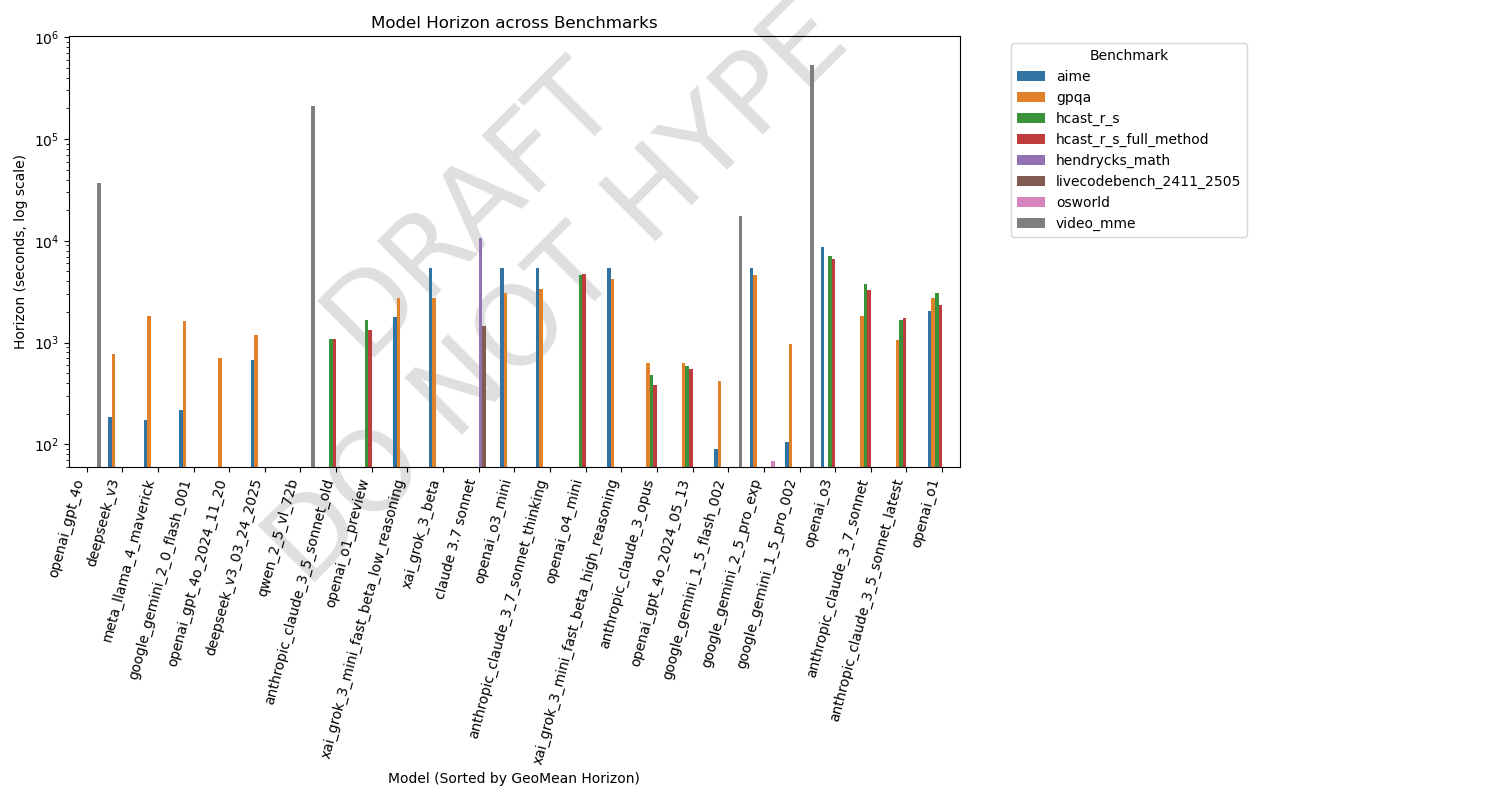 Model Horizon across Benchmarks
DRAFT
DO NOT HYPE
Horizon (seconds, log scale)
10^6
10^5
10^4
10^3
10^2
openai_gpt_4o
deepseek_v3
meta_llama_4_maverick
google_gemini_2_0_flash_001
openai_gpt_4o_2024_11_20
deepseek_v3_03_24_2025
qwen_2_5_vl_72b
anthropic_claude_3_5_sonnet_old
openai_o1_preview
xai_grok_3_mini_fast_beta_low_reasoning
xai_grok_3_beta
claude 3.7 sonnet
openai_o3_mini
anthropic_claude_3_7_sonnet_thinking
openai_o4_mini
xai_grok_3_mini_fast_beta_high_reasoning
anthropic_claude_3_opus
openai_gpt_4o_2024_05_13
google_gemini_1_5_flash_002
google_gemini_2_5_pro_exp
google_gemini_1_5_pro_002
openai_o3
anthropic_claude_3_7_sonnet
anthropic_claude_3_5_sonnet_latest
openai_o1
Model (Sorted by GeoMean Horizon)
Benchmark
aime
gpqa
hcast_r_s
hcast_r_s_full_method
hendrycks_math
livecodebench_2411_2505
osworld
video_mme